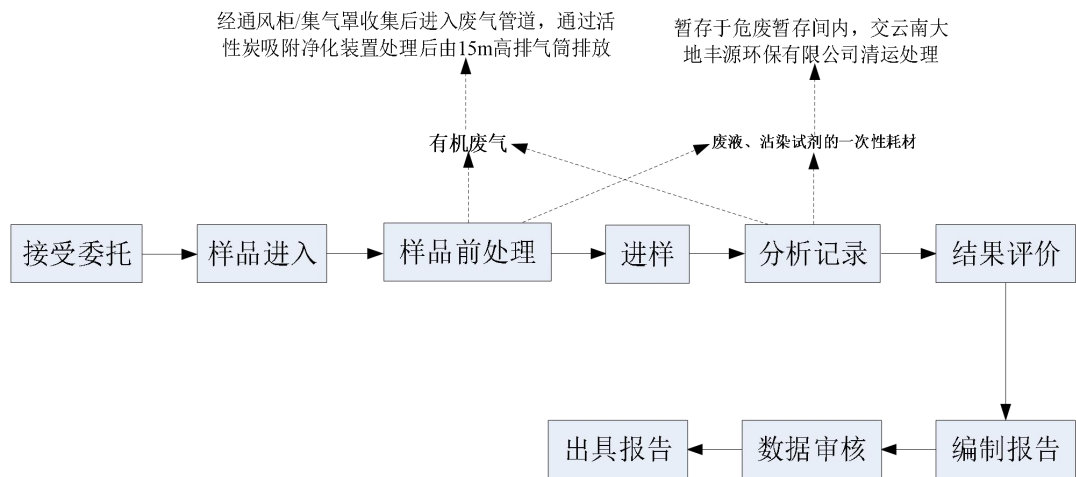 经通风柜/集气罩收集后进入废气管道，通过活
性炭吸附净化装置处理后由15m高排气筒排放
暂存于危废暂存间内，交云南大
地丰源环保有限公司清运处理
有机废气
废液、沾染试剂的一次性耗材
接受委托
样品进入
样品前处理
进样
分析记录
结果评价
编制报告
数据审核
出具报告